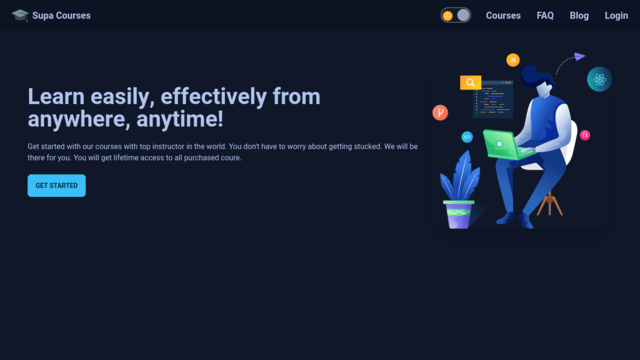 Supa Courses
Courses
FAQ
Blog
Login
Learn easily, effectively from
anywhere, anytime!
Get started with our courses with top instructor in the world. You don't have to worry about getting stucked. We will be
there for you. You will get lifetime access to all purchased coure.
GET STARTED
JS